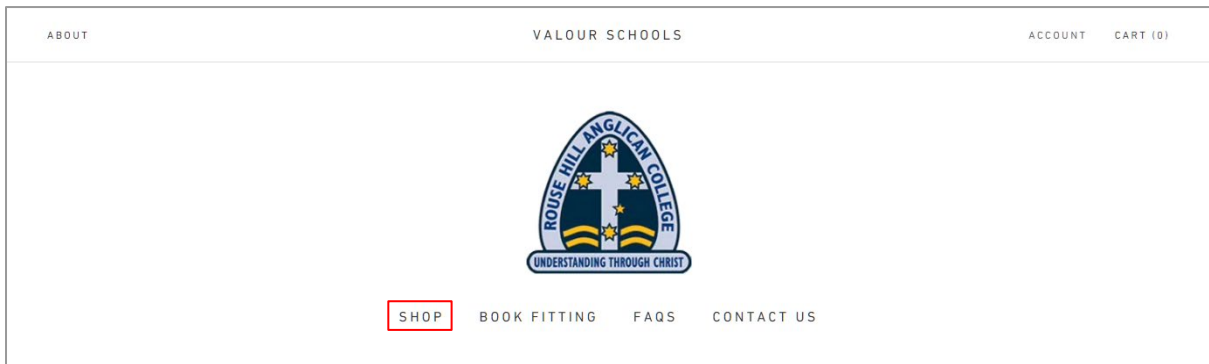 ABOUT VALOUR SCHOOLS ACCOUNT CART (0)
ROUSE HILL ANGLICAN COLLEGE
UNDERSTANDING THROUGH CHRIST
SHOP BOOK FITTING FAQS CONTACT US